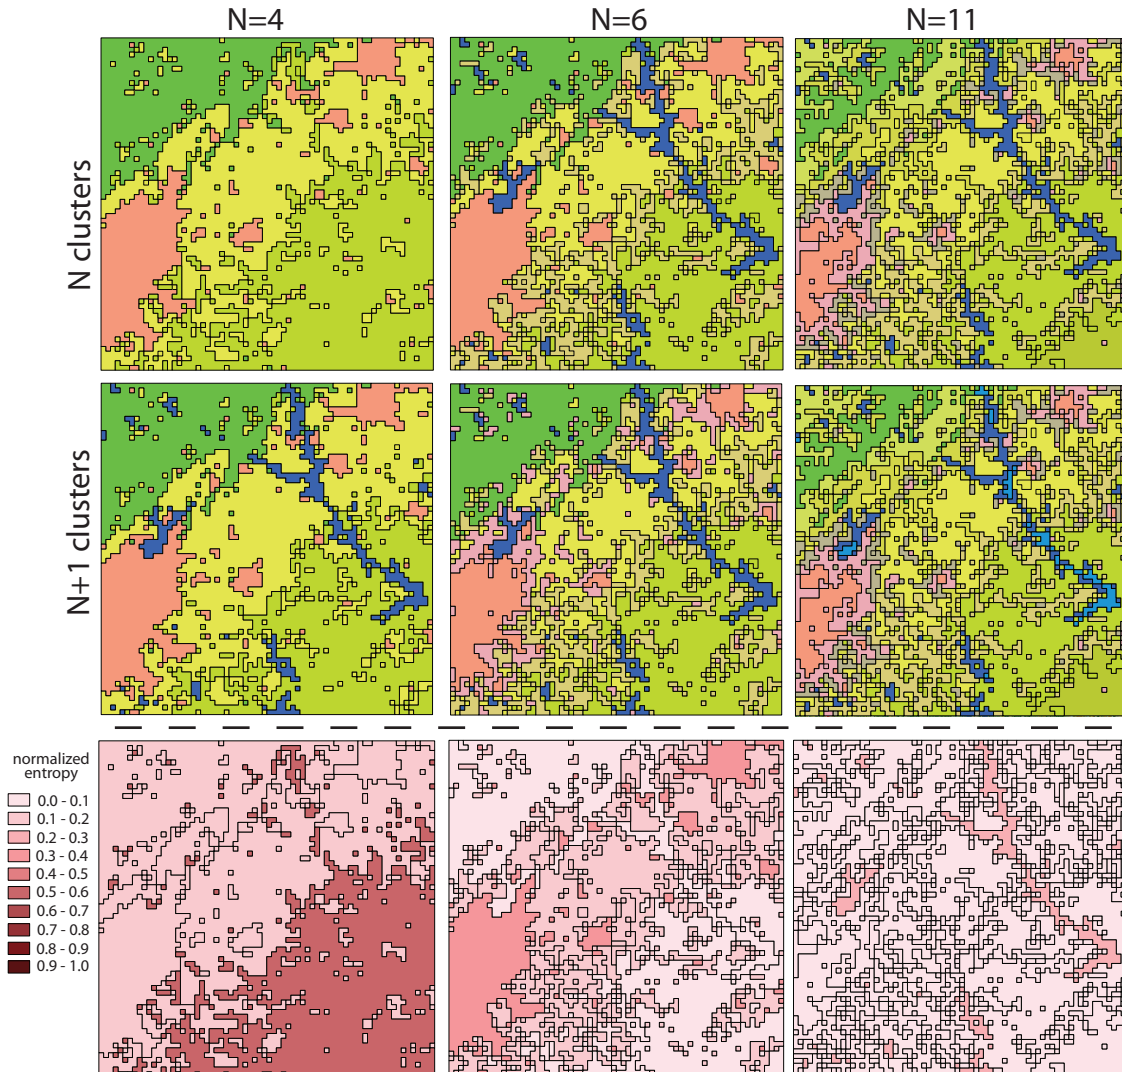 N=4 N=6 N=11
N clusters
N+1 clusters
normalized
entropy
0.0 - 0.1
0.1 - 0.2
0.2 - 0.3
0.3 - 0.4
0.4 - 0.5
0.5 - 0.6
0.6 - 0.7
0.7 - 0.8
0.8 - 0.9
0.9 - 1.0